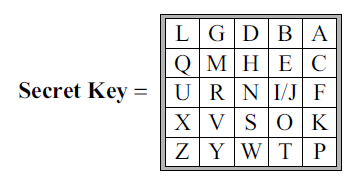 L G D B A
Q M H E C
Secret Key = U R N I/J F
X V S O K
Z Y W T P